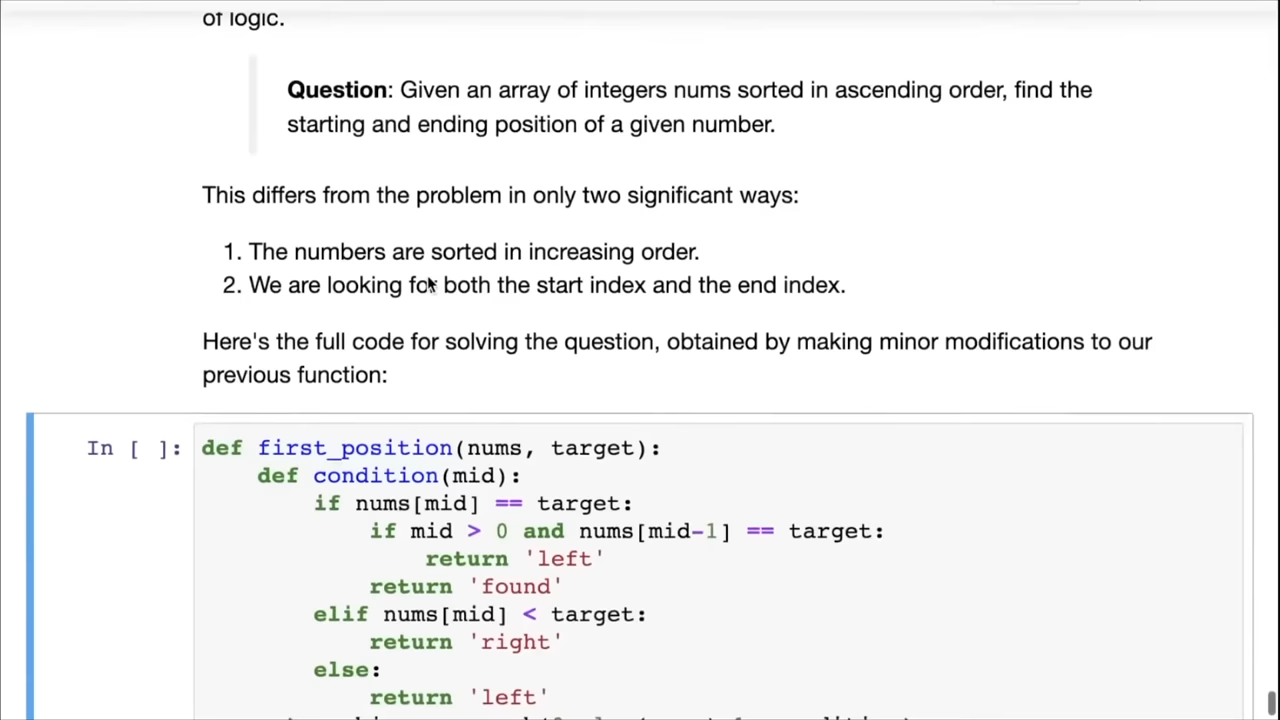 of logic.
Question: Given an array of integers nums sorted in ascending order, find the
starting and ending position of a given number.
This differs from the problem in only two significant ways:
1. The numbers are sorted in increasing order.
2. We are looking for both the start index and the end index.
Here's the full code for solving the question, obtained by making minor modifications to our
previous function:
In [ ]: def first_position(nums, target):
    def condition(mid):
        if nums[mid] == target:
            if mid > 0 and nums[mid-1] == target:
                return 'left'
            return 'found'
        elif nums[mid] < target:
            return 'right'
        else:
            return 'left'